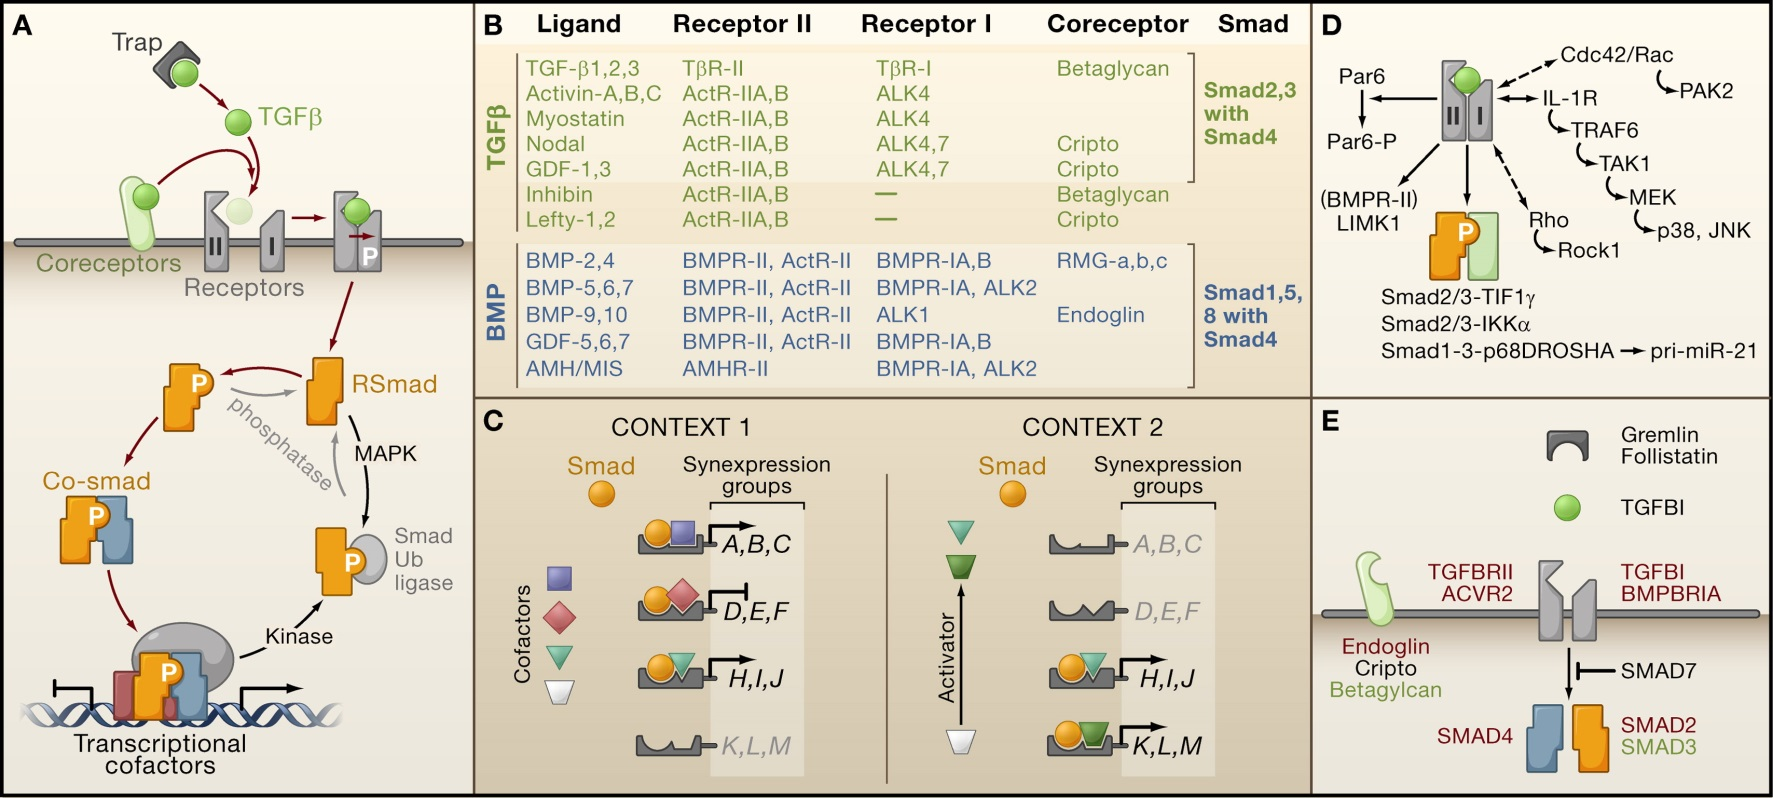 A
Trap
TGFβ
Coreceptors
II
I
P
Receptors
P
RSmad
phosphatase
MAPK
Co-smad
P
P
Smad
Ub
ligase
Kinase
P
Transcriptional
cofactors
B
Ligand Receptor II Receptor I Coreceptor Smad
TGFβ
TGF-β1,2,3 TβR-II TβR-I Betaglycan
Activin-A,B,C ActR-IIA,B ALK4
Myostatin ActR-IIA,B ALK4
Nodal ActR-IIA,B ALK4,7 Cripto
GDF-1,3 ActR-IIA,B ALK4,7 Cripto
Inhibin ActR-IIA,B — Betaglycan
Lefty-1,2 ActR-IIA,B — Cripto
Smad2,3
with
Smad4
BMP
BMP-2,4 BMPR-II, ActR-II BMPR-IA,B RMG-a,b,c
BMP-5,6,7 BMPR-II, ActR-II BMPR-IA, ALK2
BMP-9,10 BMPR-II, ActR-II ALK1 Endoglin
GDF-5,6,7 BMPR-II, ActR-II BMPR-IA,B
AMH/MIS AMHR-II BMPR-IA, ALK2
Smad1,5,
8 with
Smad4
C
CONTEXT 1
Smad
Synexpression
groups
Cofactors
A,B,C
D,E,F
H,I,J
K,L,M
CONTEXT 2
Smad
Synexpression
groups
Activator
A,B,C
D,E,F
H,I,J
K,L,M
D
Par6
Par6-P
II I
Cdc42/Rac
PAK2
IL-1R
TRAF6
TAK1
MEK
p38, JNK
(BMPR-II)
LIMK1
Rho
Rock1
P
Smad2/3-TIF1γ
Smad2/3-IKKα
Smad1-3-p68DROSHA → pri-miR-21
E
Gremlin
Follistatin
TGFBI
TGFBRII
ACVR2
TGFBI
BMPBRIA
Endoglin
Cripto
Betagylcan
SMAD7
SMAD4
SMAD2
SMAD3